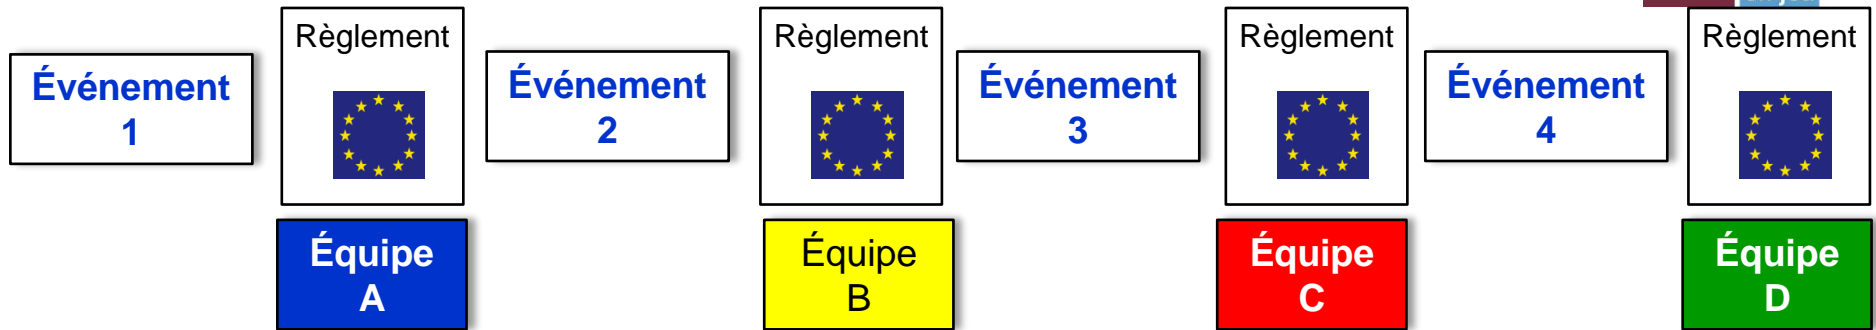 Règlement
Événement
1
Équipe
A
Règlement
Événement
2
Équipe
B
Règlement
Événement
3
Équipe
C
Règlement
Événement
4
Équipe
D